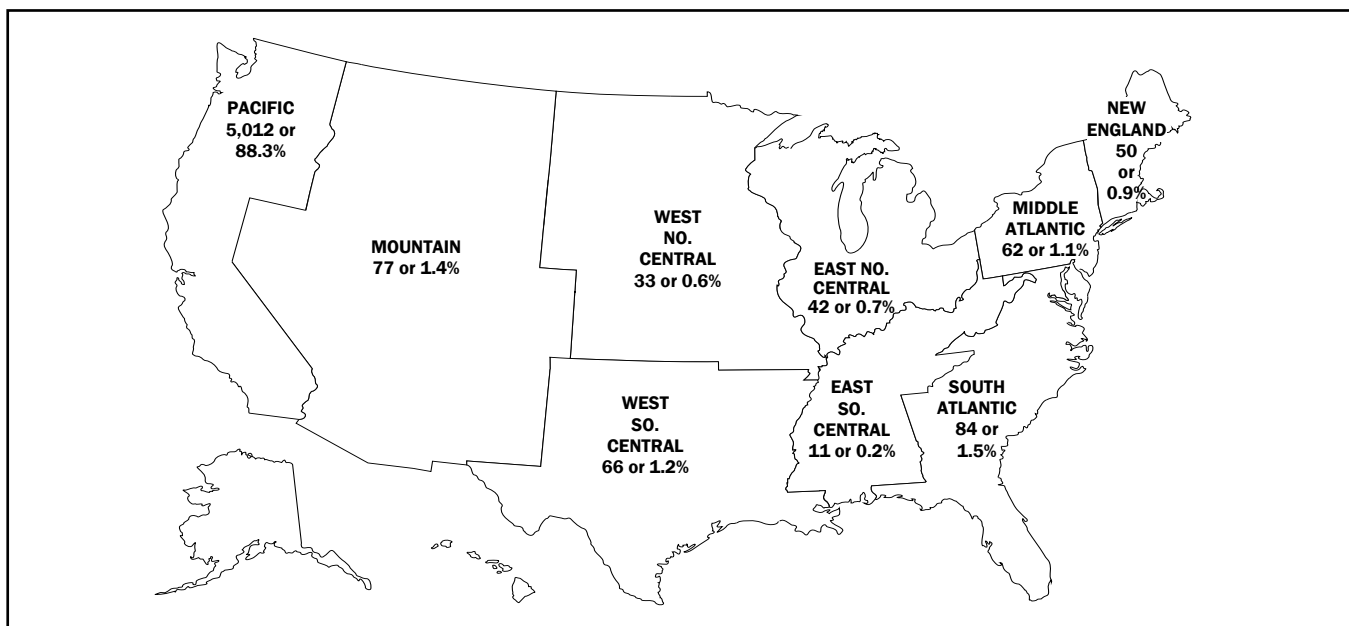 PACIFIC
5,012 or
88.3%
MOUNTAIN
77 or 1.4%
WEST
NO.
CENTRAL
33 or 0.6%
WEST
SO.
CENTRAL
66 or 1.2%
EAST NO.
CENTRAL
42 or 0.7%
EAST
SO.
CENTRAL
11 or 0.2%
SOUTH
ATLANTIC
84 or
1.5%
MIDDLE
ATLANTIC
62 or 1.1%
NEW
ENGLAND
50
or
0.9%